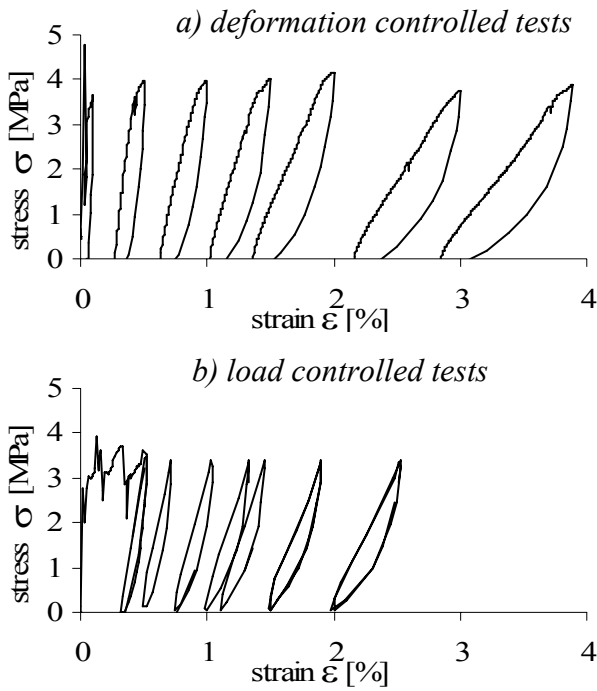 a) deformation controlled tests
5
4
3
2
1
0
stress σ [MPa]
0 1 2 3 4
strain ε [%]
b) load controlled tests
5
4
3
2
1
0
stress σ [MPa]
0 1 2 3 4
strain ε [%]